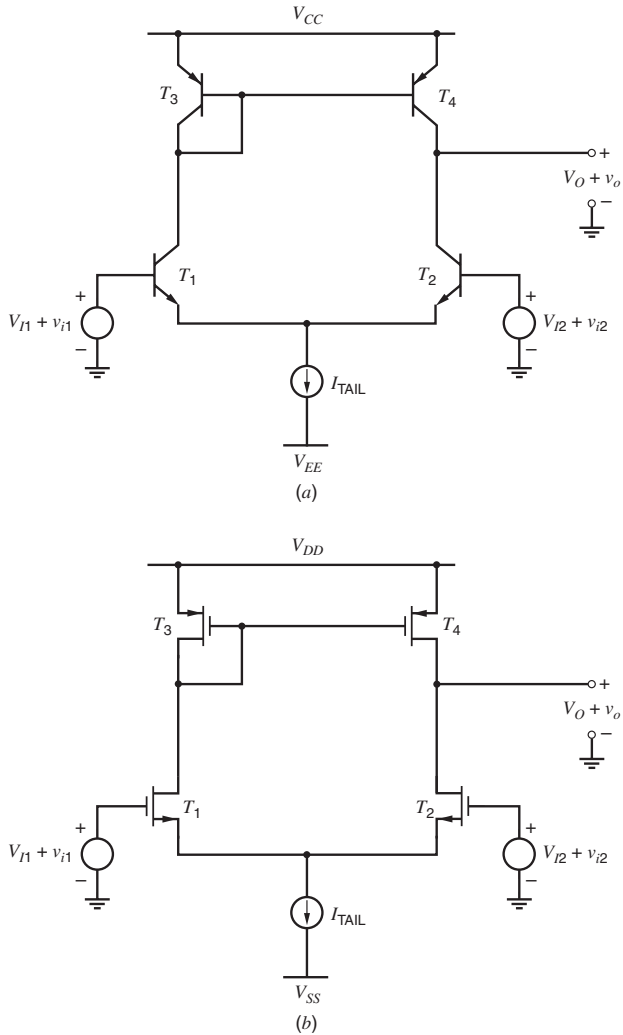 V_CC
T_3 T_4
+
V_O + v_o
−
T_1 T_2
+ +
V_I1 + v_i1 V_I2 + v_i2
− −
I_TAIL
V_EE
(a)
V_DD
T_3 T_4
+
V_O + v_o
−
T_1 T_2
+ +
V_I1 + v_i1 V_I2 + v_i2
− −
I_TAIL
V_SS
(b)